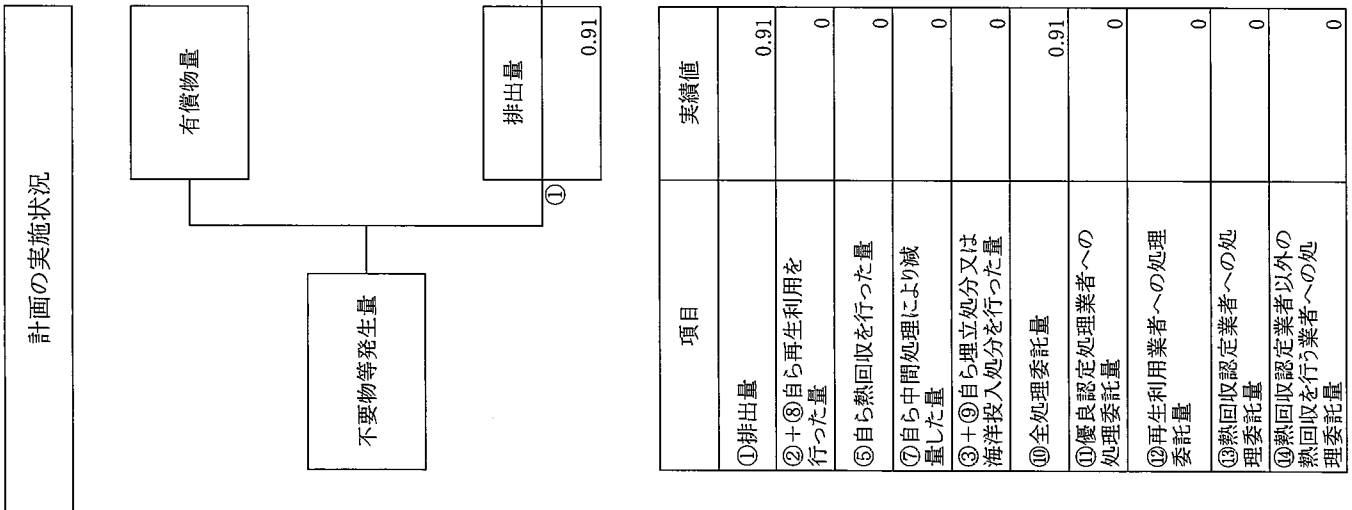 計画の実施状況
有償物量
不要物等発生量
①
排出量
0.91
項目
実績値
①排出量
0.91
②+⑧自ら再生利用を
行った量
0
⑤自ら熱回収を行った量
0
⑦自ら中間処理により減
量した量
0
③+⑨自ら埋立処分又は
海洋投入処分を行った量
0
⑩全処理委託量
0.91
⑪優良認定処理業者への
処理委託量
0
⑫再生利用業者への処理
委託量
0
⑬熱回収認定業者への処
理委託量
0
⑭熱回収認定業者以外の
熱回収を行う業者への処
理委託量
0